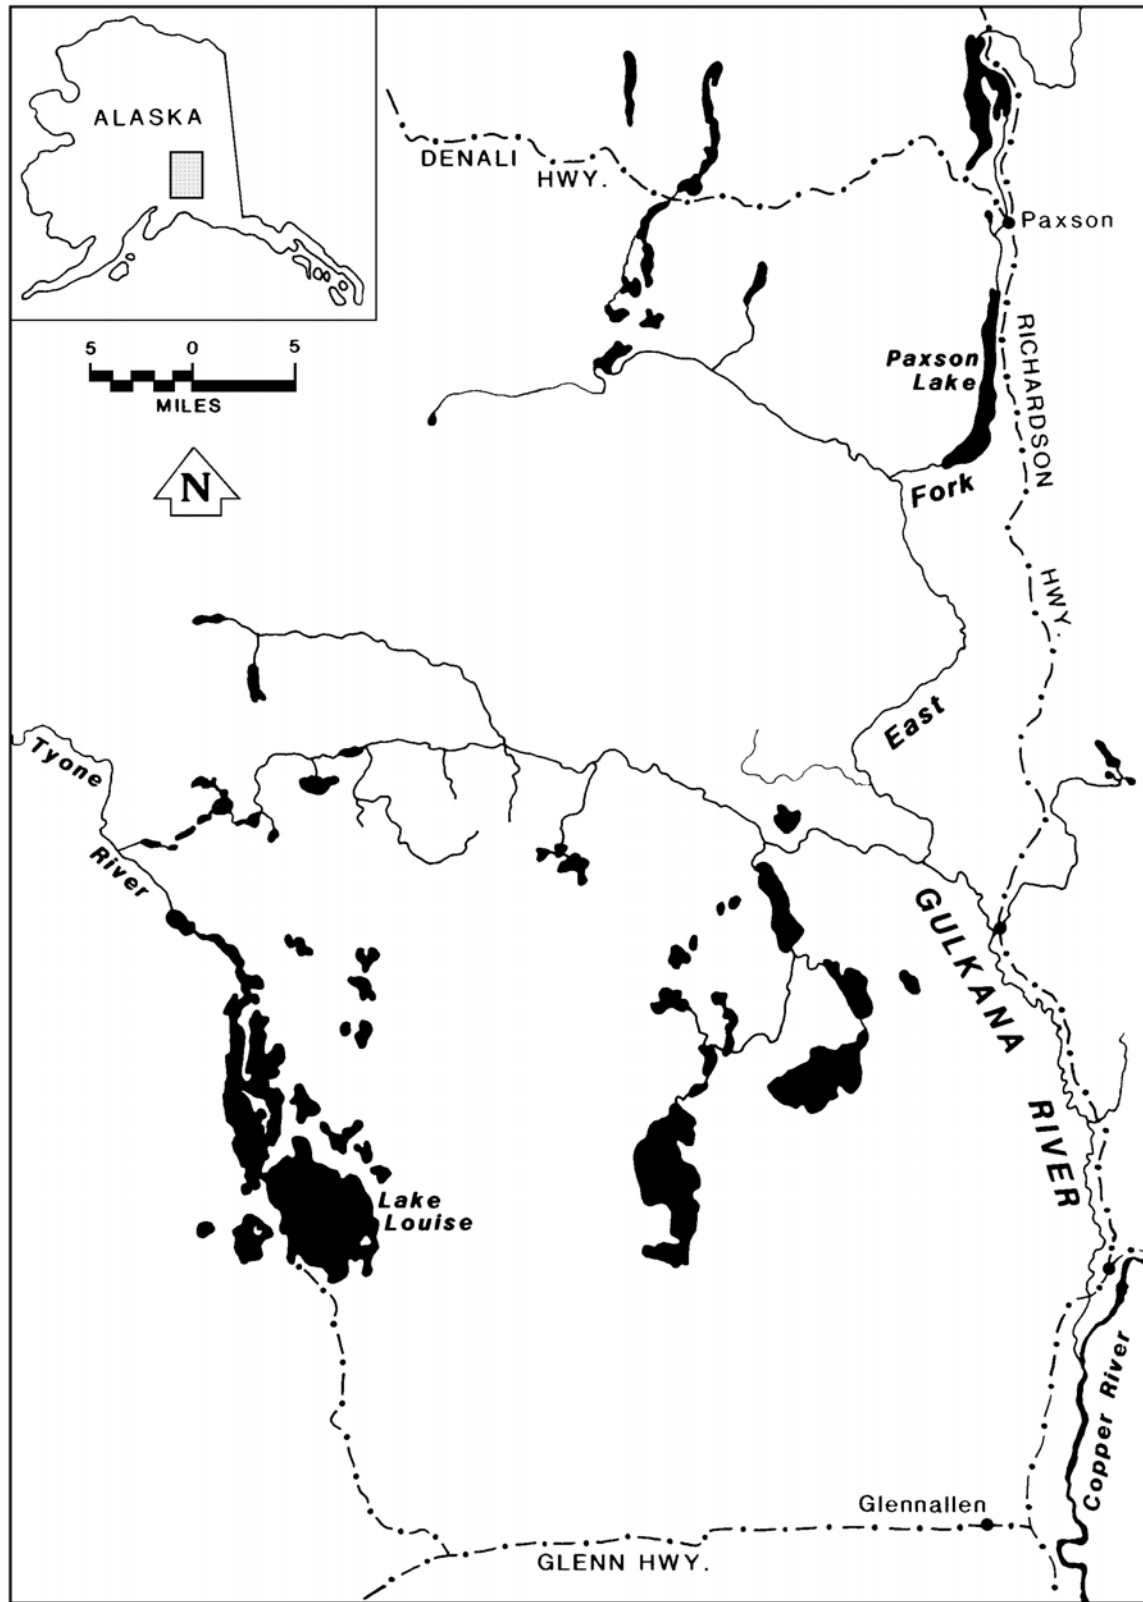 ALASKA
DENALI
HWY.
Paxson
5 0 5
MILES
N
Paxson
Lake
RICHARDSON
HWY.
Fork
East
Tyone
River
GULKANA
RIVER
Lake
Louise
Copper River
Glennallen
GLENN HWY.